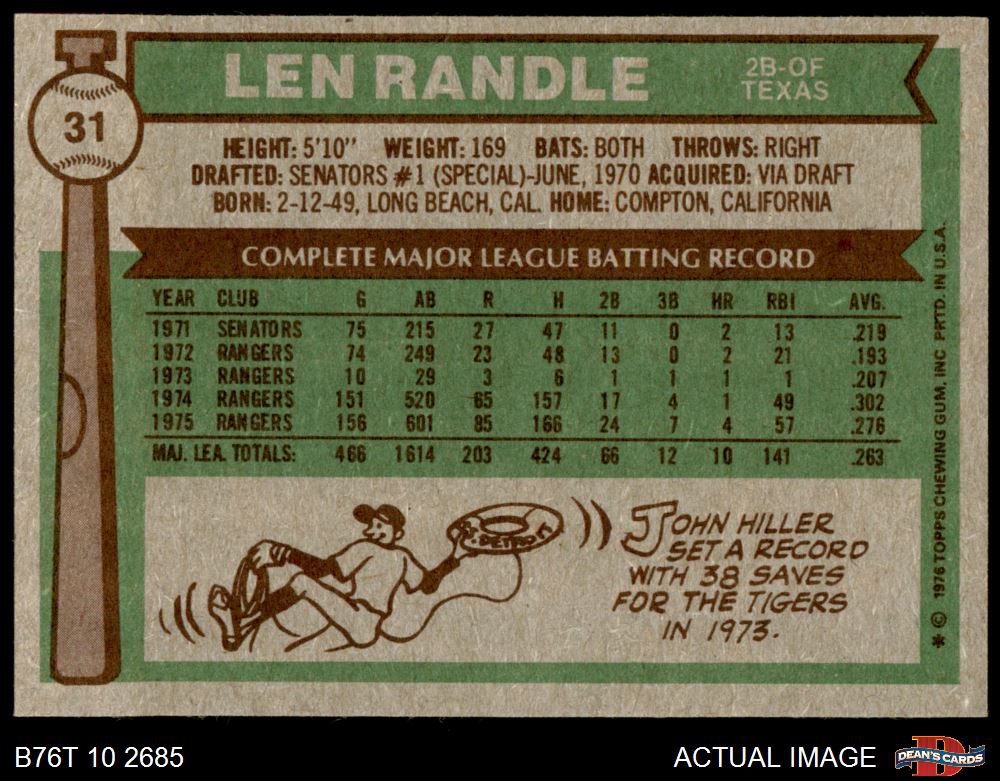 31
LEN RANDLE
2B-OF
TEXAS
HEIGHT: 5'10" WEIGHT: 169 BATS: BOTH THROWS: RIGHT
DRAFTED: SENATORS #1 (SPECIAL)-JUNE, 1970 ACQUIRED: VIA DRAFT
BORN: 2-12-49, LONG BEACH, CAL. HOME: COMPTON, CALIFORNIA
COMPLETE MAJOR LEAGUE BATTING RECORD
YEAR CLUB G AB R H 2B 3B HR RBI AVG.
1971 SENATORS 75 215 27 47 11 0 2 13 .219
1972 RANGERS 74 249 23 48 13 0 2 21 .193
1973 RANGERS 10 29 3 6 1 1 1 1 .207
1974 RANGERS 151 520 65 157 17 4 1 49 .302
1975 RANGERS 156 601 85 166 24 7 4 57 .276
MAJ. LEA. TOTALS: 466 1614 203 424 66 12 10 141 .263
DETROIT
JOHN HILLER
SET A RECORD
WITH 38 SAVES
FOR THE TIGERS
IN 1973.
* © 1976 TOPPS CHEWING GUM, INC PRTD. IN U.S.A.
B76T 10 2685
ACTUAL IMAGE
D
DEAN'S CARDS